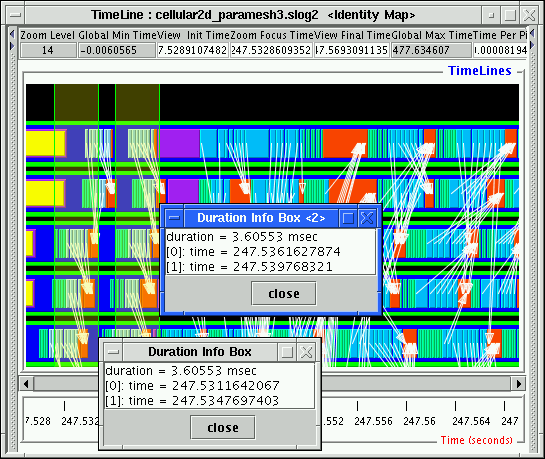 TimeLine : cellular2d_paramesh3.slog2 <Identity Map>
Zoom Level Global Min Time View Init Time Zoom Focus Time View Final Time Global Max Time Time Per Pi
14 -0.0060565 7.5289107482 247.5328609352 47.5693091135 477.634607 .00008194
TimeLines
Duration Info Box <2>
duration = 3.60553 msec
[0]: time = 247.5361627874
[1]: time = 247.539768321
close
Duration Info Box
duration = 3.60553 msec
[0]: time = 247.5311642067
[1]: time = 247.5347697403
close
7.528 247.532 7.552 247.556 247.56 247.564 247.568
Time (seconds)